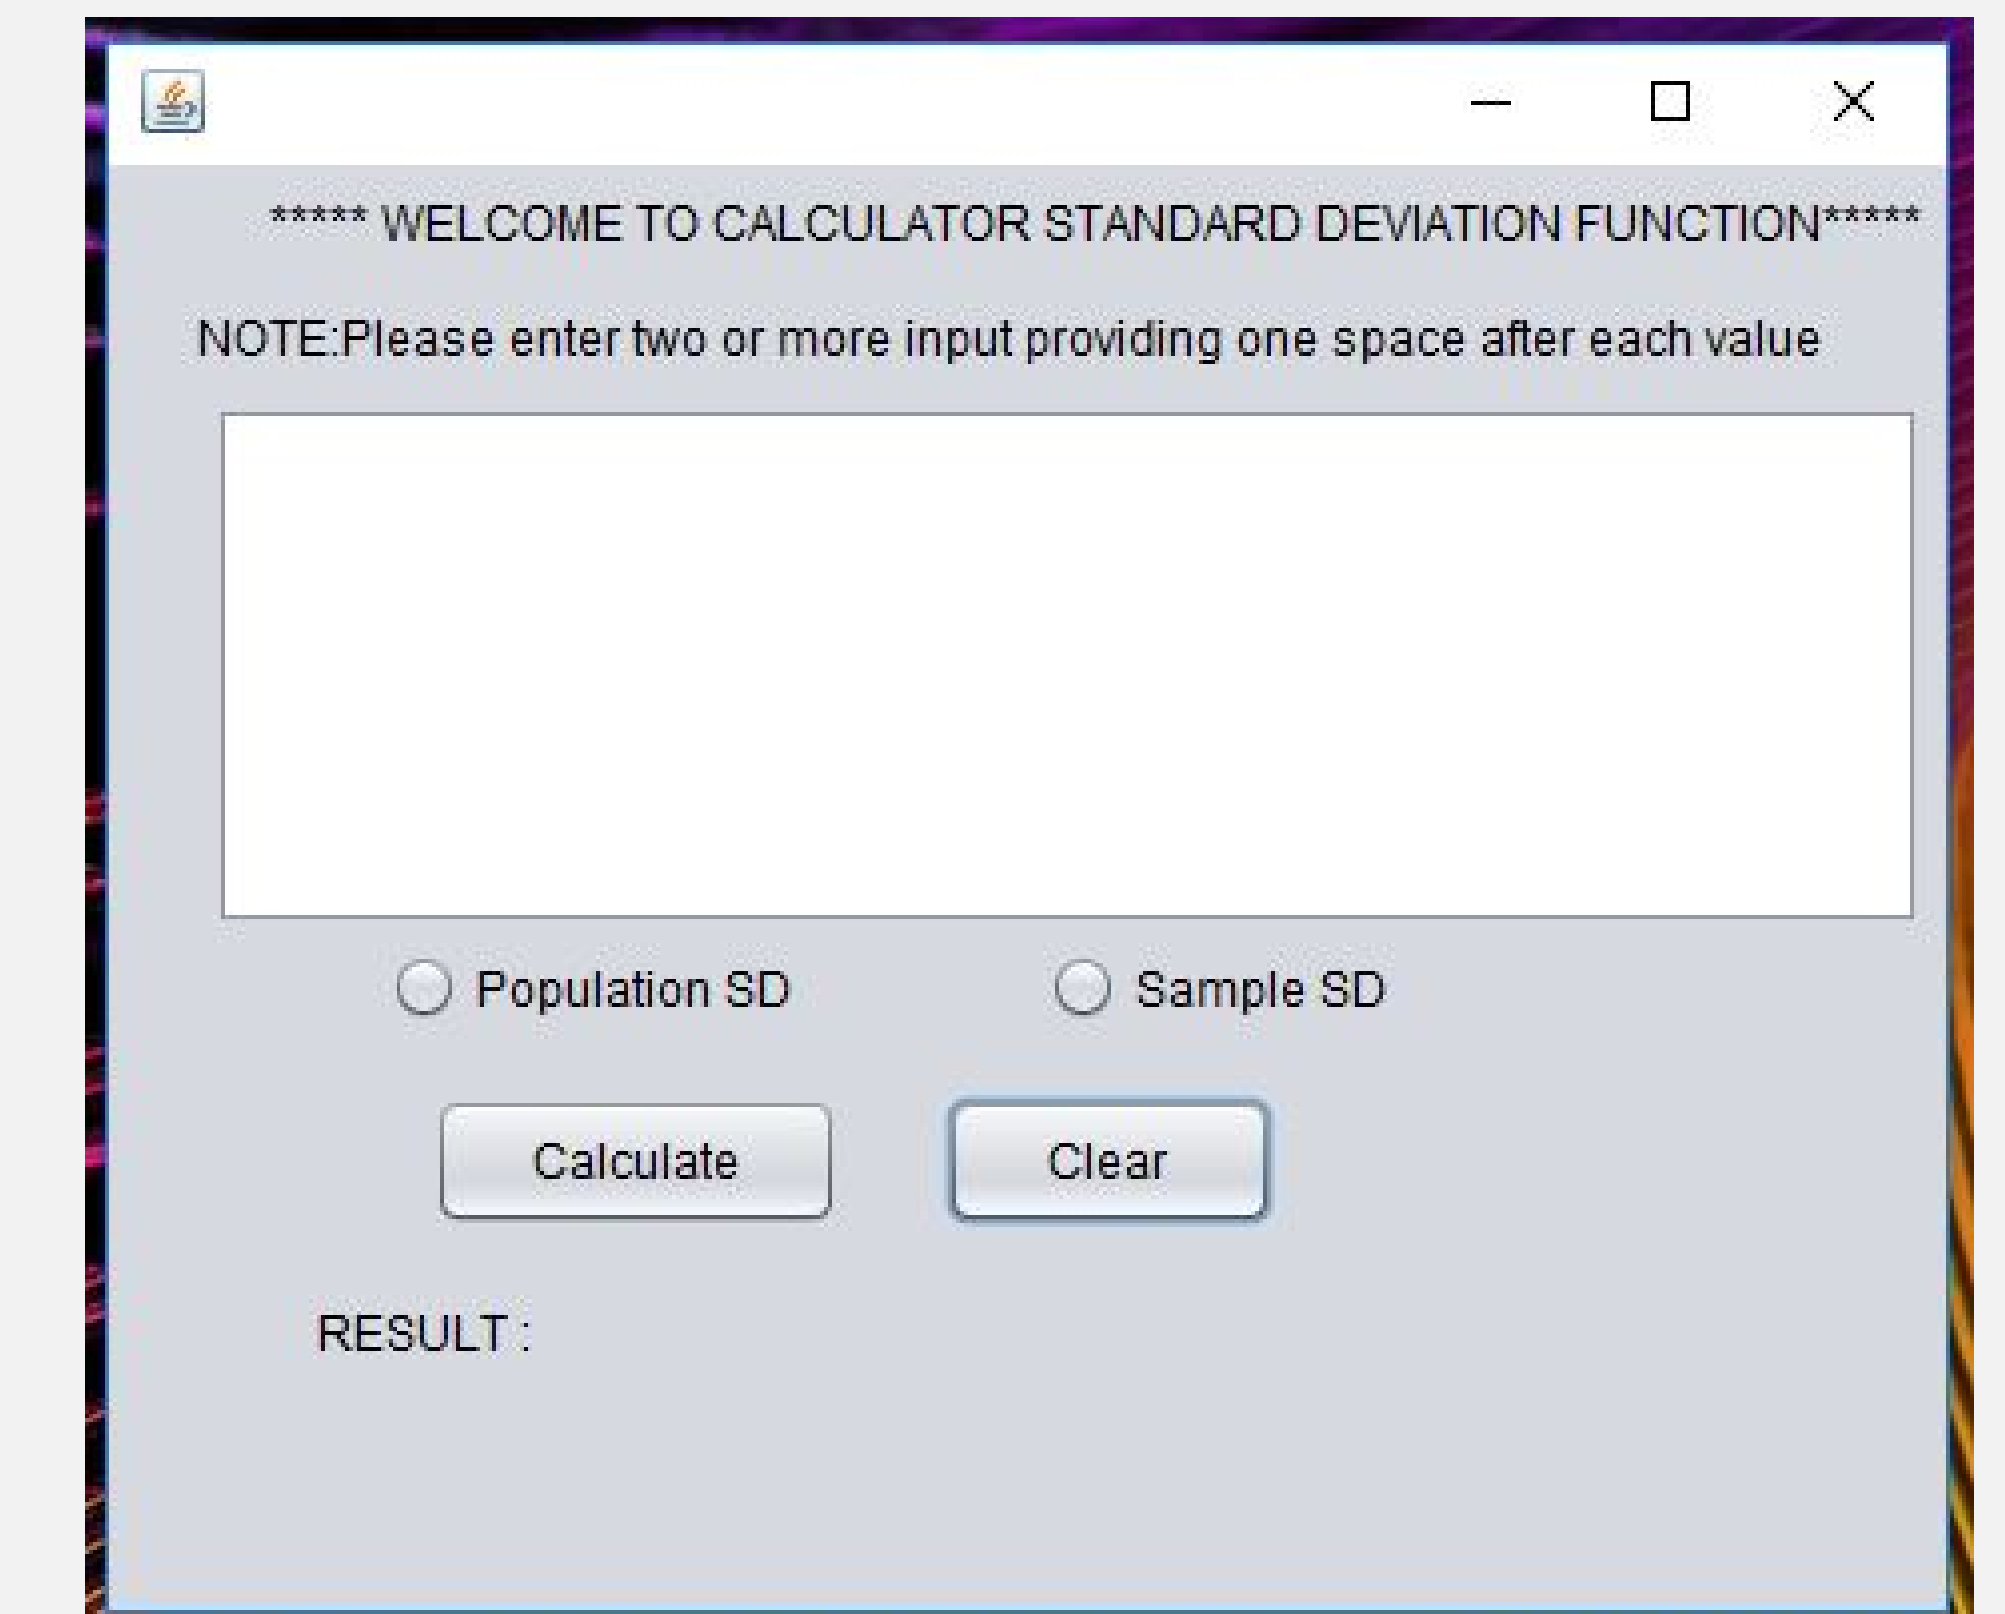 ***** WELCOME TO CALCULATOR STANDARD DEVIATION FUNCTION*****
NOTE:Please enter two or more input providing one space after each value
Population SD Sample SD
Calculate Clear
RESULT :